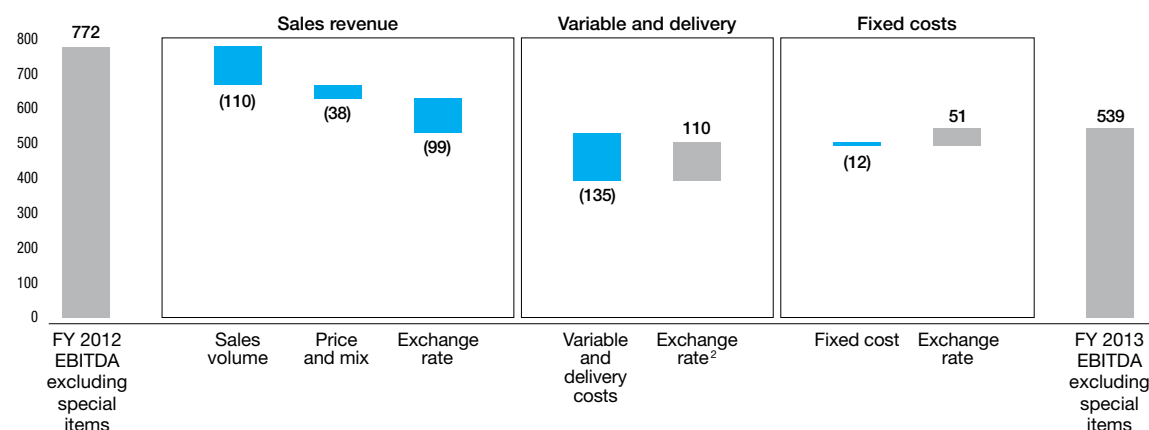 Sales revenue
Variable and delivery
Fixed costs
772
800
700
600
500
400
300
200
100
0
(110)
(38)
(99)
(135)
110
(12)
51
539
FY 2012
EBITDA
excluding
special
items
Sales
volume
Price
and mix
Exchange
rate
Variable
and
delivery
costs
Exchange
rate²
Fixed cost
Exchange
rate
FY 2013
EBITDA
excluding
special
items